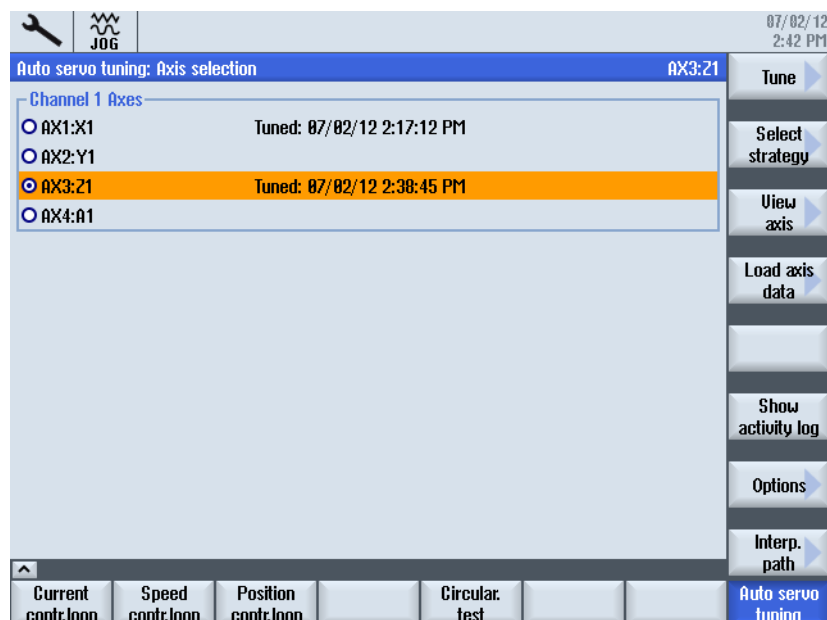 JOG
07/02/12
2:42 PM
Auto servo tuning: Axis selection AX3:Z1
Channel 1 Axes
AX1:X1 Tuned: 07/02/12 2:17:12 PM
AX2:Y1
AX3:Z1 Tuned: 07/02/12 2:38:45 PM
AX4:A1
Tune
Select
strategy
View
axis
Load axis
data
Show
activity log
Options
Interp.
path
Current
contr.loop
Speed
contr.loop
Position
contr.loop
Circular.
test
Auto servo
tuning